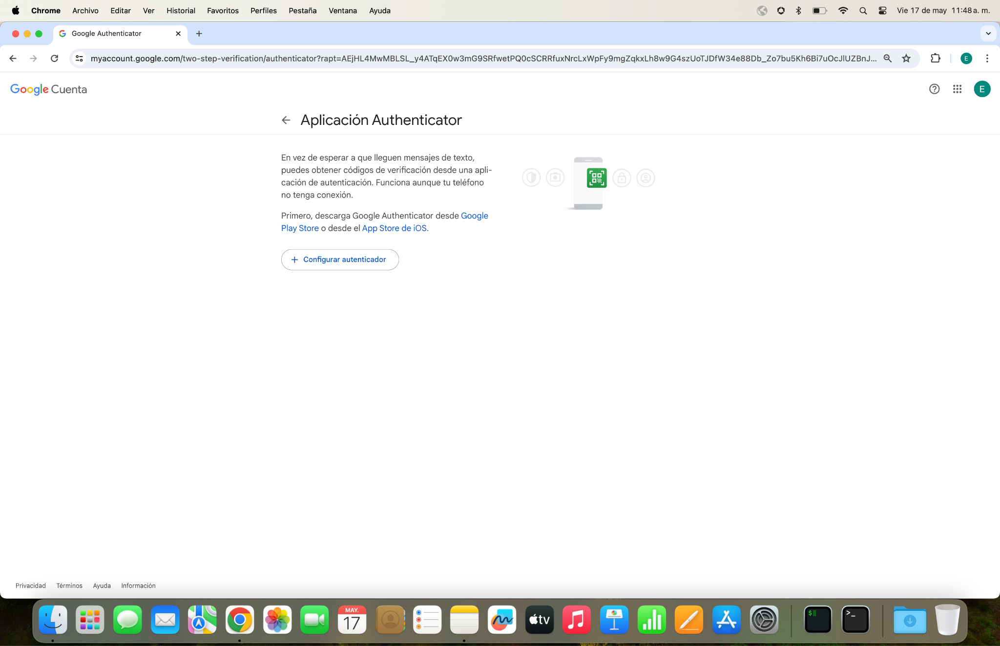 Chrome Archivo Editar Ver Historial Favoritos Perfiles Pestaña Ventana Ayuda Vie 17 de may 11:48 a. m.
Google Authenticator
myaccount.google.com/two-step-verification/authenticator?rapt=AEjHL4MwMBLSL_y4ATqEX0w3mG9SRfwetPQ0cSCRRfuxNrcLxWpFy9mgZqkxLh8w9G4szUoTJDfW34e88Db_Zo7bu5Kh6Bi7uOcJlUZBnJ... E
Google Cuenta E
Aplicación Authenticator
En vez de esperar a que lleguen mensajes de texto,
puedes obtener códigos de verificación desde una apli-
cación de autenticación. Funciona aunque tu teléfono
no tenga conexión.
Primero, descarga Google Authenticator desde Google
Play Store o desde el App Store de iOS.
+ Configurar autenticador
Privacidad Términos Ayuda Información
MAY.
17
tv
$
>_